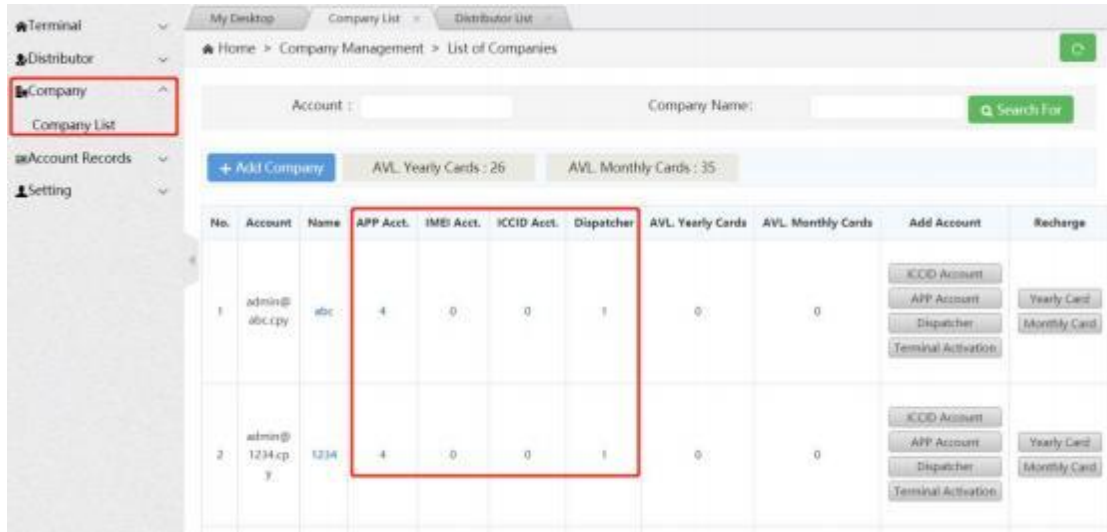 Terminal
Distributor
Company
Company List
Account Records
Setting
My Desktop
Company List ×
Distributor List ×
Home > Company Management > List of Companies
Account :
Company Name:
Search For
+ Add Company
AVL. Yearly Cards : 26
AVL. Monthly Cards : 35
No. Account Name APP Acct. IMEI Acct. ICCID Acct. Dispatcher AVL. Yearly Cards AVL. Monthly Cards Add Account Recharge
1 admin@abc.cpy abc 4 0 0 1 0 0
ICCID Account
APP Account
Dispatcher
Terminal Activation
Yearly Card
Monthly Card
2 admin@1234.cpy 1234 4 0 0 1 0 0
ICCID Account
APP Account
Dispatcher
Terminal Activation
Yearly Card
Monthly Card